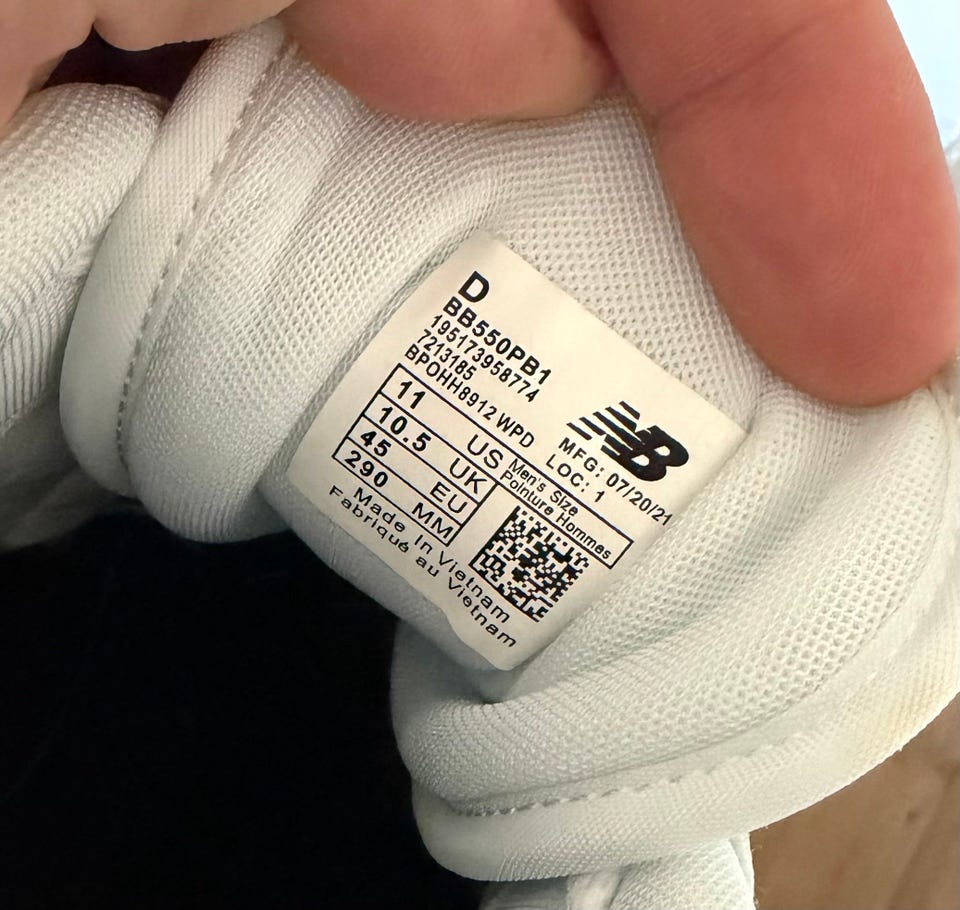 D
BB550PB1
195173958774
7213185
BPOHH8912 WPD
NB
MFG: 07/20/21
LOC: 1
11 US Men's Size
10.5 UK Pointure Hommes
45 EU
290 MM
Made In Vietnam
Fabriqué au Vietnam